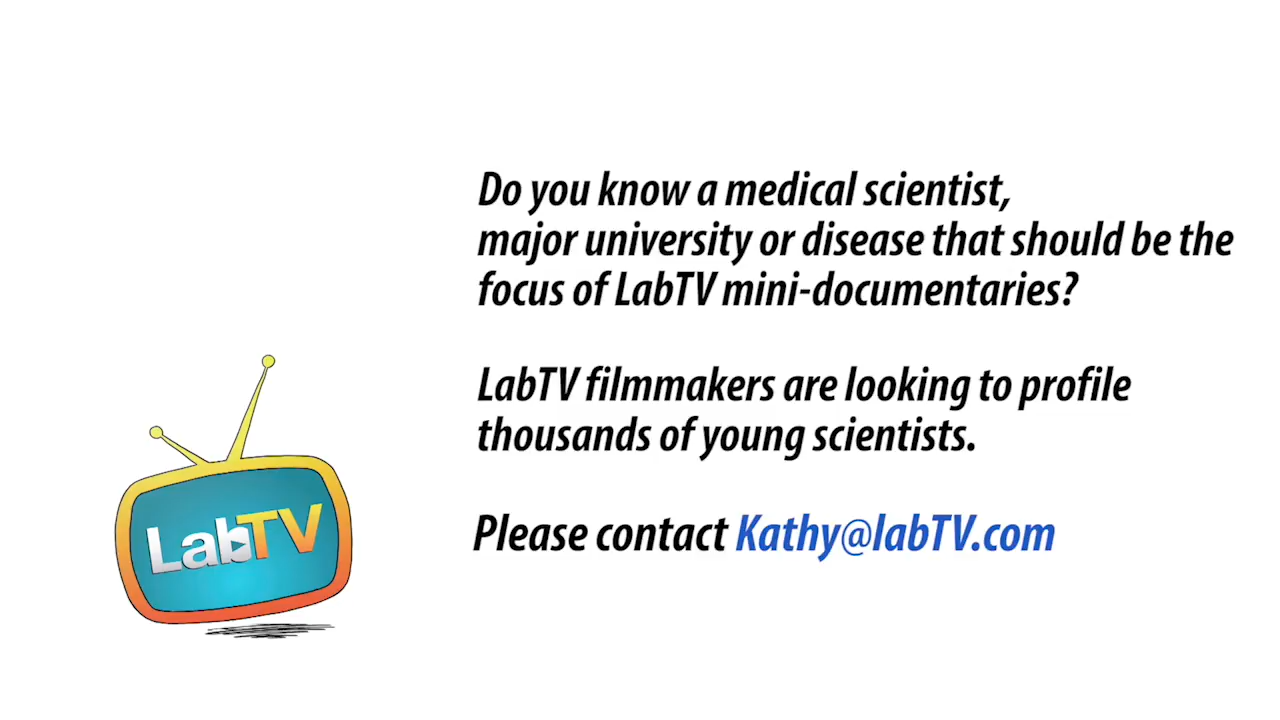 Do you know a medical scientist,
major university or disease that should be the
focus of LabTV mini-documentaries?
LabTV filmmakers are looking to profile
thousands of young scientists.
LabTV
Please contact Kathy@labTV.com